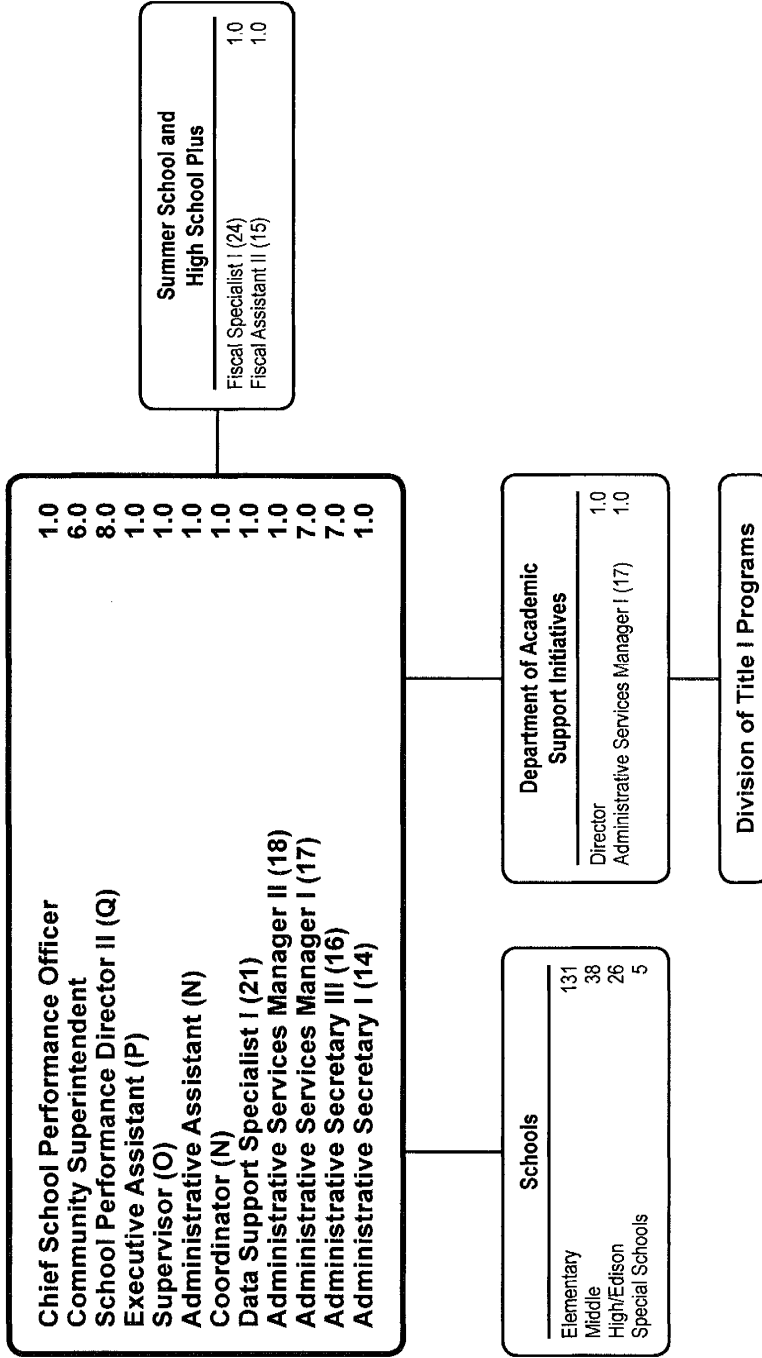 Chief School Performance Officer 1.0
Community Superintendent 6.0
School Performance Director II (Q) 8.0
Executive Assistant (P) 1.0
Supervisor (O) 1.0
Administrative Assistant (N) 1.0
Coordinator (N) 1.0
Data Support Specialist I (21) 1.0
Administrative Services Manager II (18) 1.0
Administrative Services Manager I (17) 7.0
Administrative Secretary III (16) 7.0
Administrative Secretary I (14) 1.0
Summer School and
High School Plus
Fiscal Specialist I (24) 1.0
Fiscal Assistant II (15) 1.0
Schools
Elementary 131
Middle 38
High/Edison 26
Special Schools 5
Department of Academic
Support Initiatives
Director 1.0
Administrative Services Manager I (17) 1.0
Division of Title I Programs